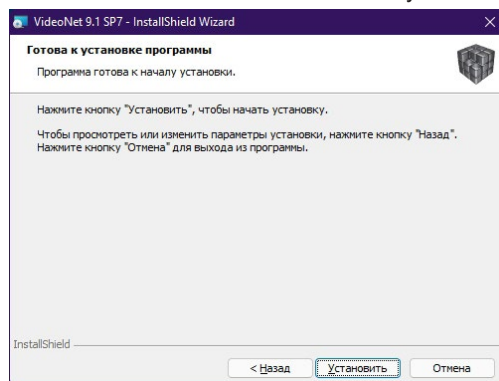 VideoNet 9.1 SP7 - InstallShield Wizard
Готова к установке программы
Программа готова к началу установки.
Нажмите кнопку "Установить", чтобы начать установку.
Чтобы просмотреть или изменить параметры установки, нажмите кнопку "Назад".
Нажмите кнопку "Отмена" для выхода из программы.
InstallShield
< Назад Установить Отмена